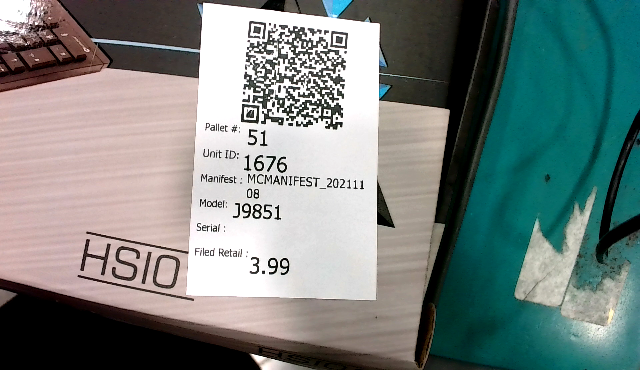 Pallet #: 51
Unit ID: 1676
Manifest : MCMANIFEST_202111
08
Model: J9851
Serial :
Filed Retail : 3.99
HSIO